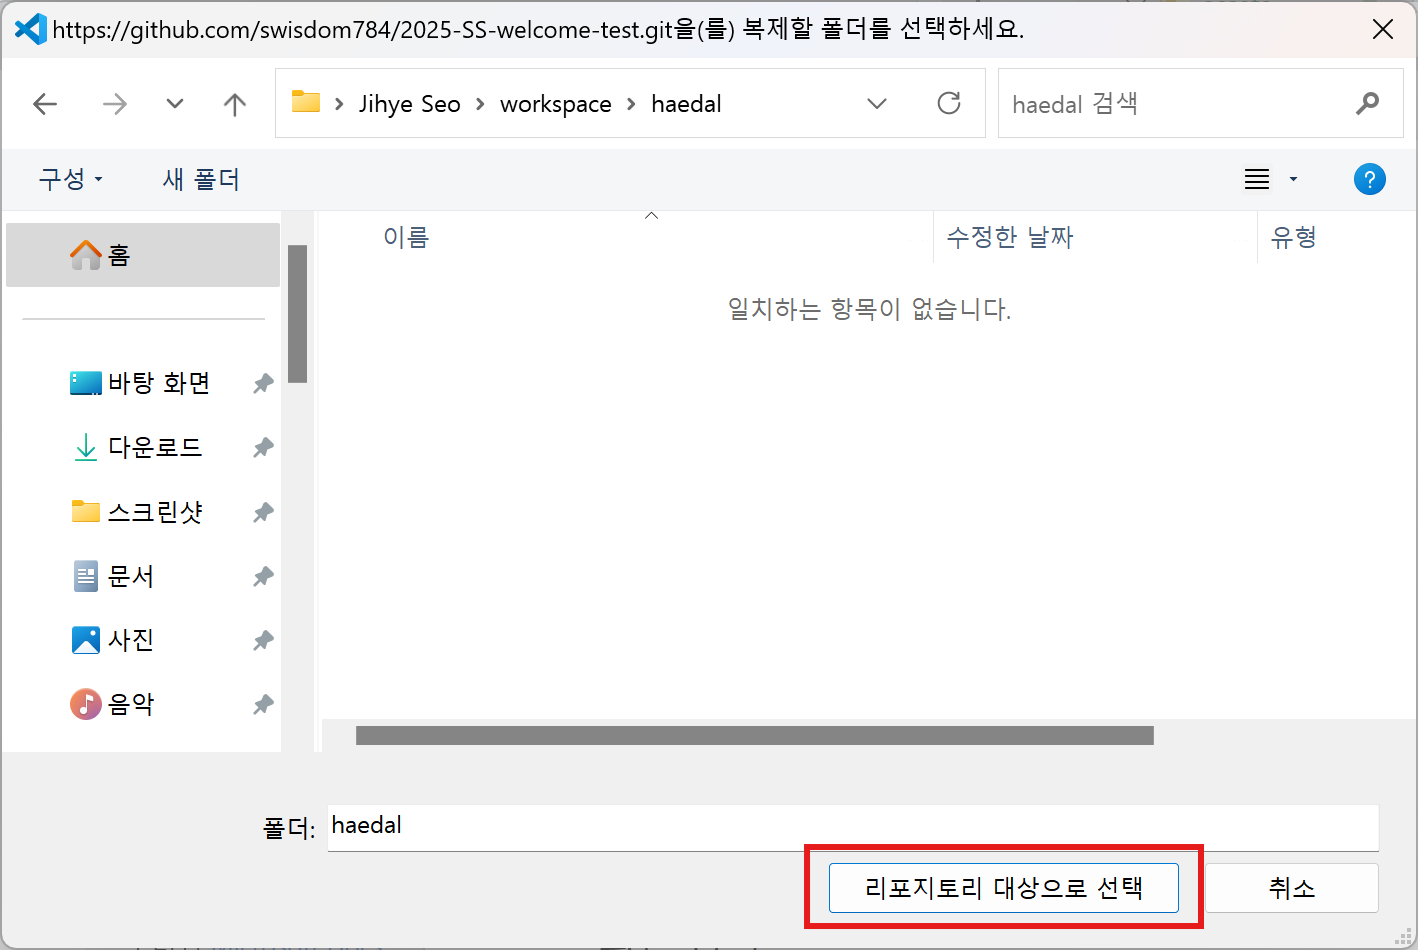 https://github.com/swisdom784/2025-SS-welcome-test.git을(를) 복제할 폴더를 선택하세요.
Jihye Seo > workspace > haedal
haedal 검색
구성
새 폴더
?
이름
수정한 날짜
유형
일치하는 항목이 없습니다.
홈
바탕 화면
다운로드
스크린샷
문서
사진
음악
폴더: haedal
리포지토리 대상으로 선택
취소